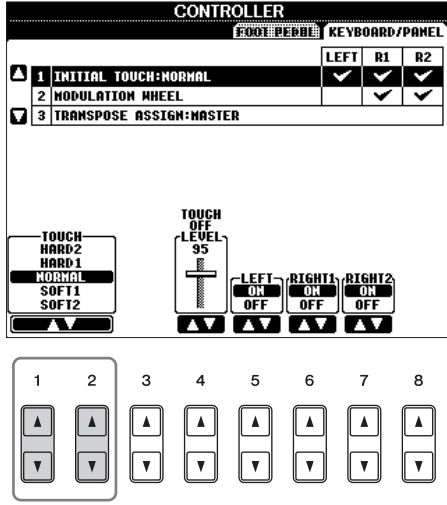 CONTROLLER
FOOT PEDAL KEYBOARD/PANEL
LEFT R1 R2
1 INITIAL TOUCH:NORMAL
2 MODULATION WHEEL
3 TRANSPOSE ASSIGN:MASTER
TOUCH
HARD2
HARD1
NORMAL
SOFT1
SOFT2
TOUCH
OFF
LEVEL
95
LEFT
ON
OFF
RIGHT1
ON
OFF
RIGHT2
ON
OFF
1 2 3 4 5 6 7 8